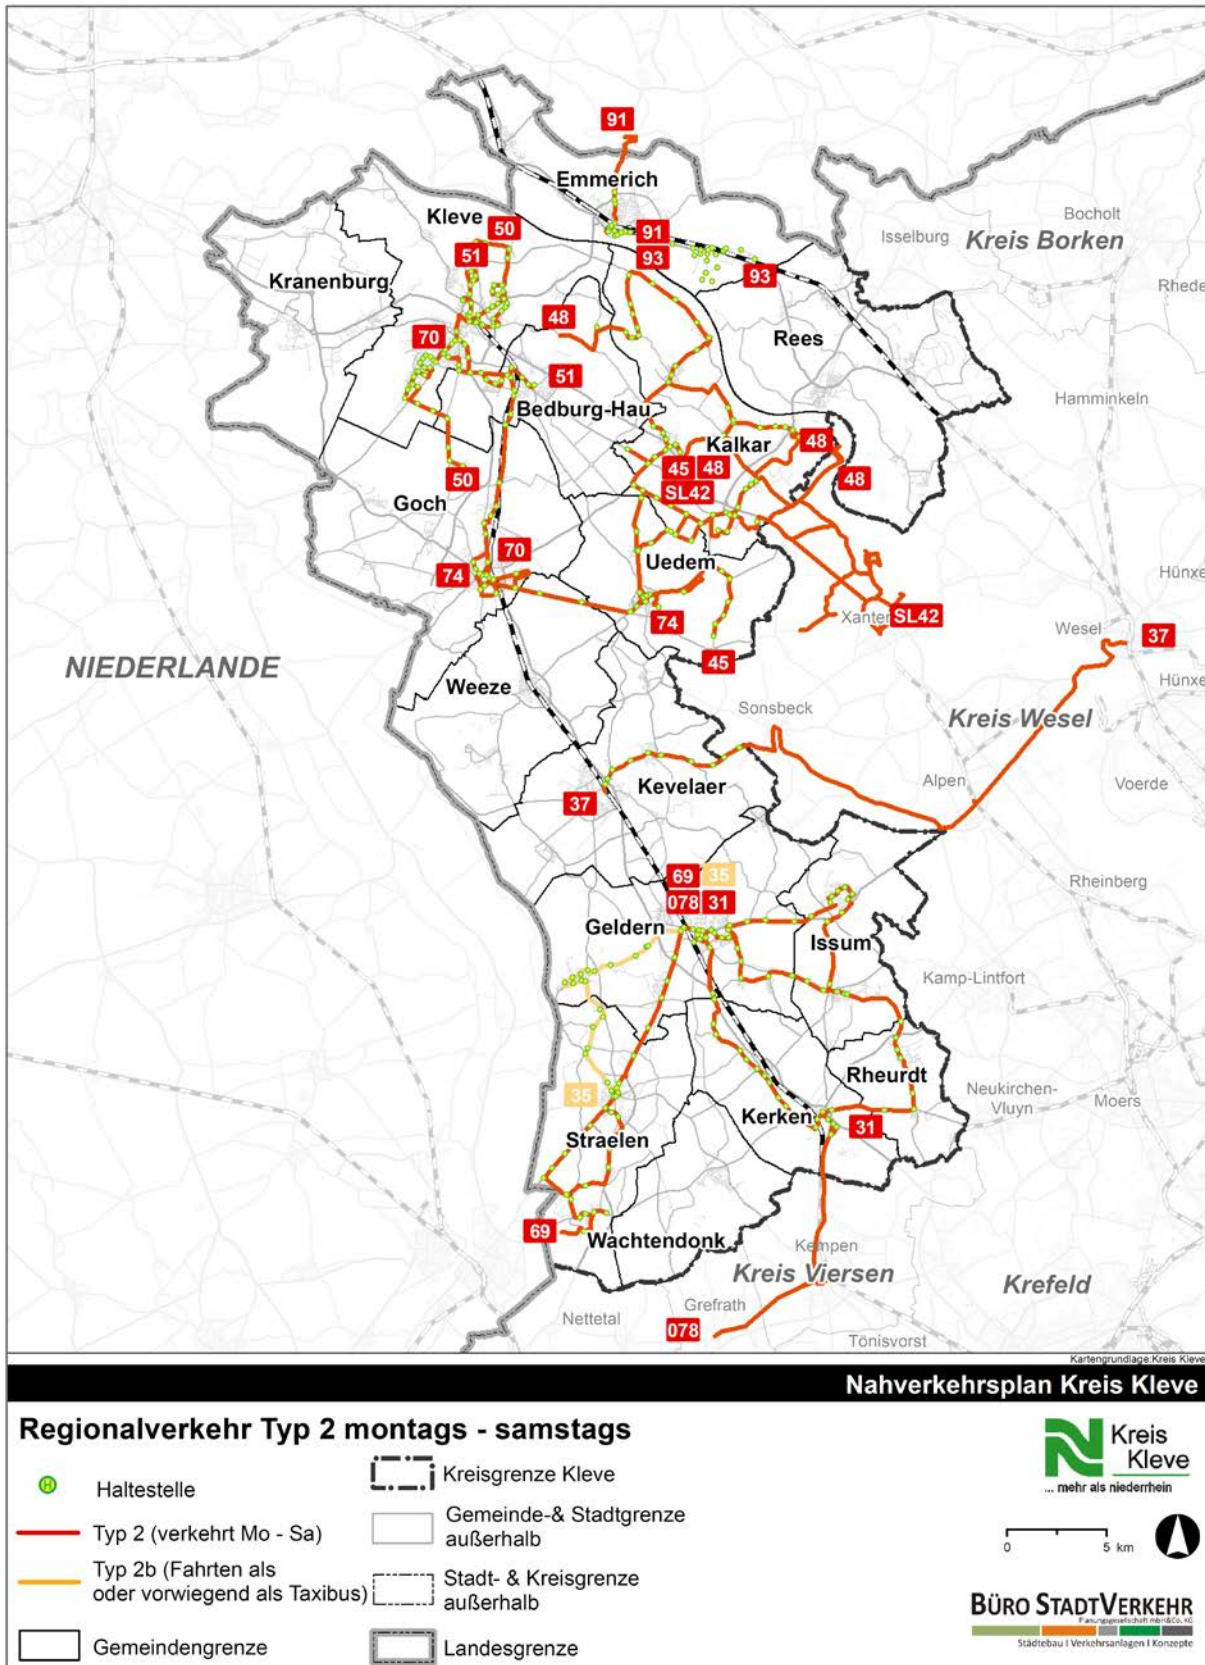 91
Emmerich
Bocholt
Kleve
50
91
Isselburg
Kreis Borken
51
93
Kranenburg
93
Rhede
48
70
Rees
51
Hamminkeln
Bedburg-Hau
Kalkar
48
45 48
48
50
SL42
Goch
70
Uedem
74
Hünxe
74
Xanten
SL42
Wesel
37
45
NIEDERLANDE
Weeze
Hünxe
Sonsbeck
Kreis Wesel
Kevelaer
Alpen
Voerde
37
69 35
Rheinberg
078 31
Geldern
Issum
Kamp-Lintfort
Rheurdt
35
Neukirchen-
Vluyn
Moers
Kerken
31
Straelen
69
Wachtendonk
Kempen
Kreis Viersen
Krefeld
Grefrath
Nettetal
078
Tönisvorst
Kartengrundlage:Kreis Kleve
Nahverkehrsplan Kreis Kleve
Regionalverkehr Typ 2 montags - samstags
H Haltestelle
Typ 2 (verkehrt Mo - Sa)
Typ 2b (Fahrten als
oder vorwiegend als Taxibus)
Gemeindengrenze
Kreisgrenze Kleve
Gemeinde-& Stadtgrenze
außerhalb
Stadt- & Kreisgrenze
außerhalb
Landesgrenze
Kreis
Kleve
... mehr als niederrhein
0 5 km
BÜRO STADTVERKEHR
Planungsgesellschaft mbH&Co. KG
Städtebau I Verkehrsanlagen I Konzepte